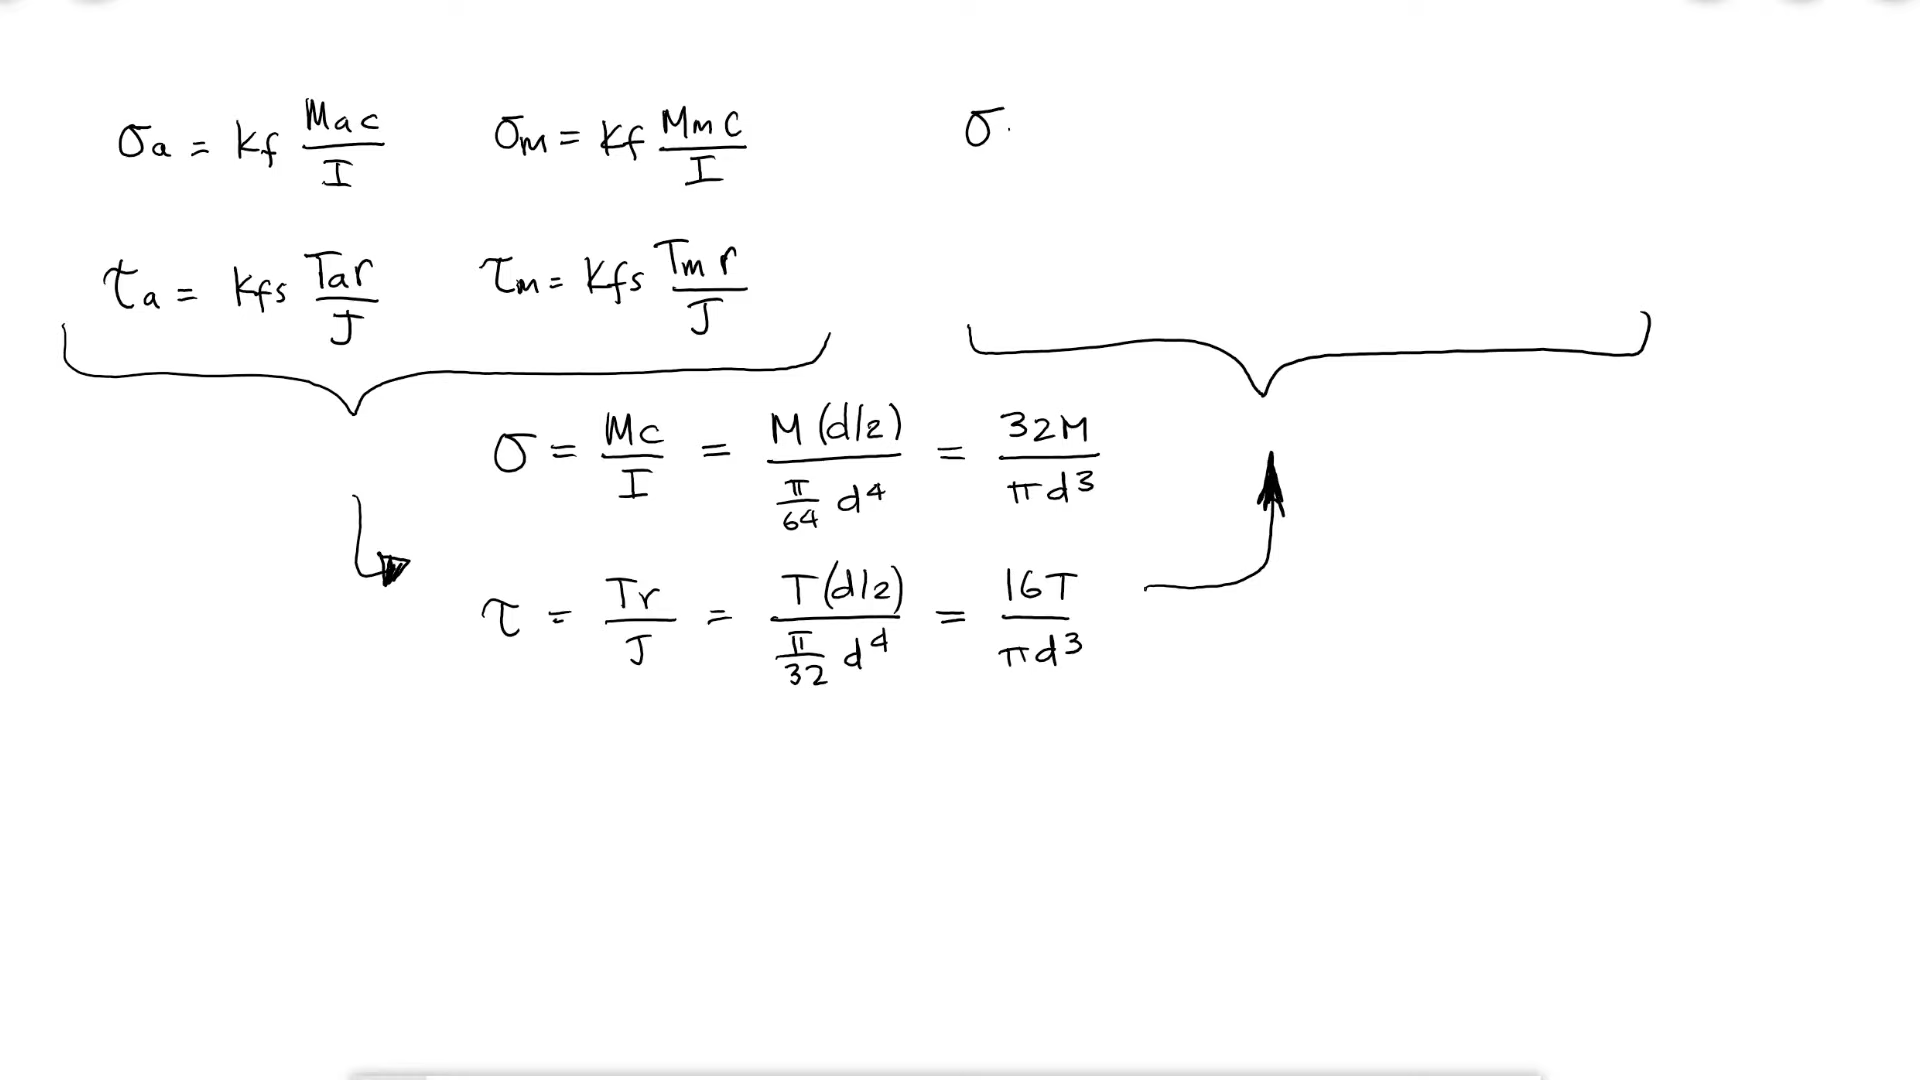 σa = kf Mac/I    σm = kf MmC/I    σ.
τa = kfs Tar/J    τm = kfs Tmr/J
σ = Mc/I = M(d/2)/(π/64 d⁴) = 32M/πd³
τ = Tr/J = T(d/2)/(π/32 d⁴) = 16T/πd³